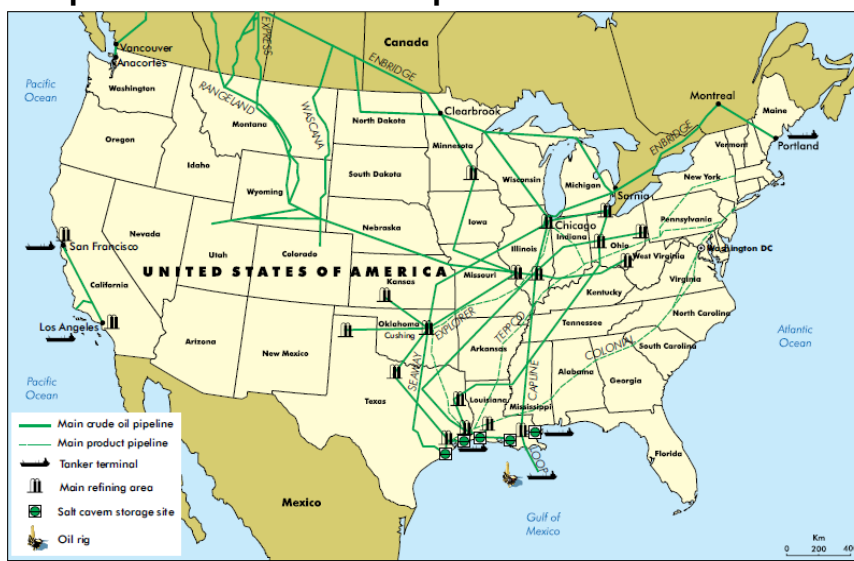 Canada
EXPRESS
Vancouver
Anacortes
Pacific
Ocean
Washington
RANGELAND
WASCANA
ENBRIDGE
Montreal
Maine
Montana
North Dakota
Clearbrook
Minnesota
ENBRIDGE
Vermont
Portland
Oregon
Idaho
South Dakota
Wisconsin
Michigan
Sarnia
New York
Wyoming
Iowa
Chicago
Pennsylvania
Nevada
Nebraska
Illinois
Indiana
Ohio
San Francisco
Utah
Colorado
West Virginia
Washington DC
UNITED STATES OF AMERICA
Missouri
Virginia
California
Kansas
Kentucky
Los Angeles
Oklahoma
Cushing
EXPLORER
TEPPCO
Tennessee
North Carolina
Arizona
New Mexico
Arkansas
COLONIAL
South Carolina
Atlantic
Ocean
SEAWAY
CAPLINE
Alabama
Georgia
Pacific
Ocean
Texas
Louisiana
Mississippi
LOOP
Florida
Main crude oil pipeline
Main product pipeline
Tanker terminal
Main refining area
Salt cavern storage site
Oil rig
Mexico
Gulf of
Mexico
Km
0 200 400